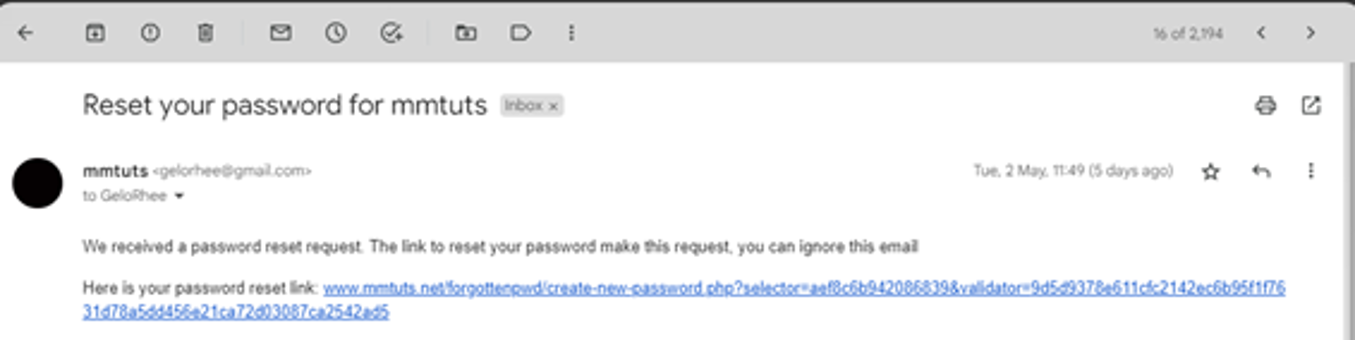 16 of 2,194
Reset your password for mmtuts Inbox ×
mmtuts <gelorhee@gmail.com> Tue, 2 May, 11:49 (5 days ago)
to GeloRhee
We received a password reset request. The link to reset your password make this request, you can ignore this email
Here is your password reset link: www.mmtuts.net/forgottenpwd/create-new-password.php?selector=aef8c6b942086839&validator=9d5d9378e611cfc2142ec6b95f1f76
31d78a5dd456e21ca72d03087ca2542ad5